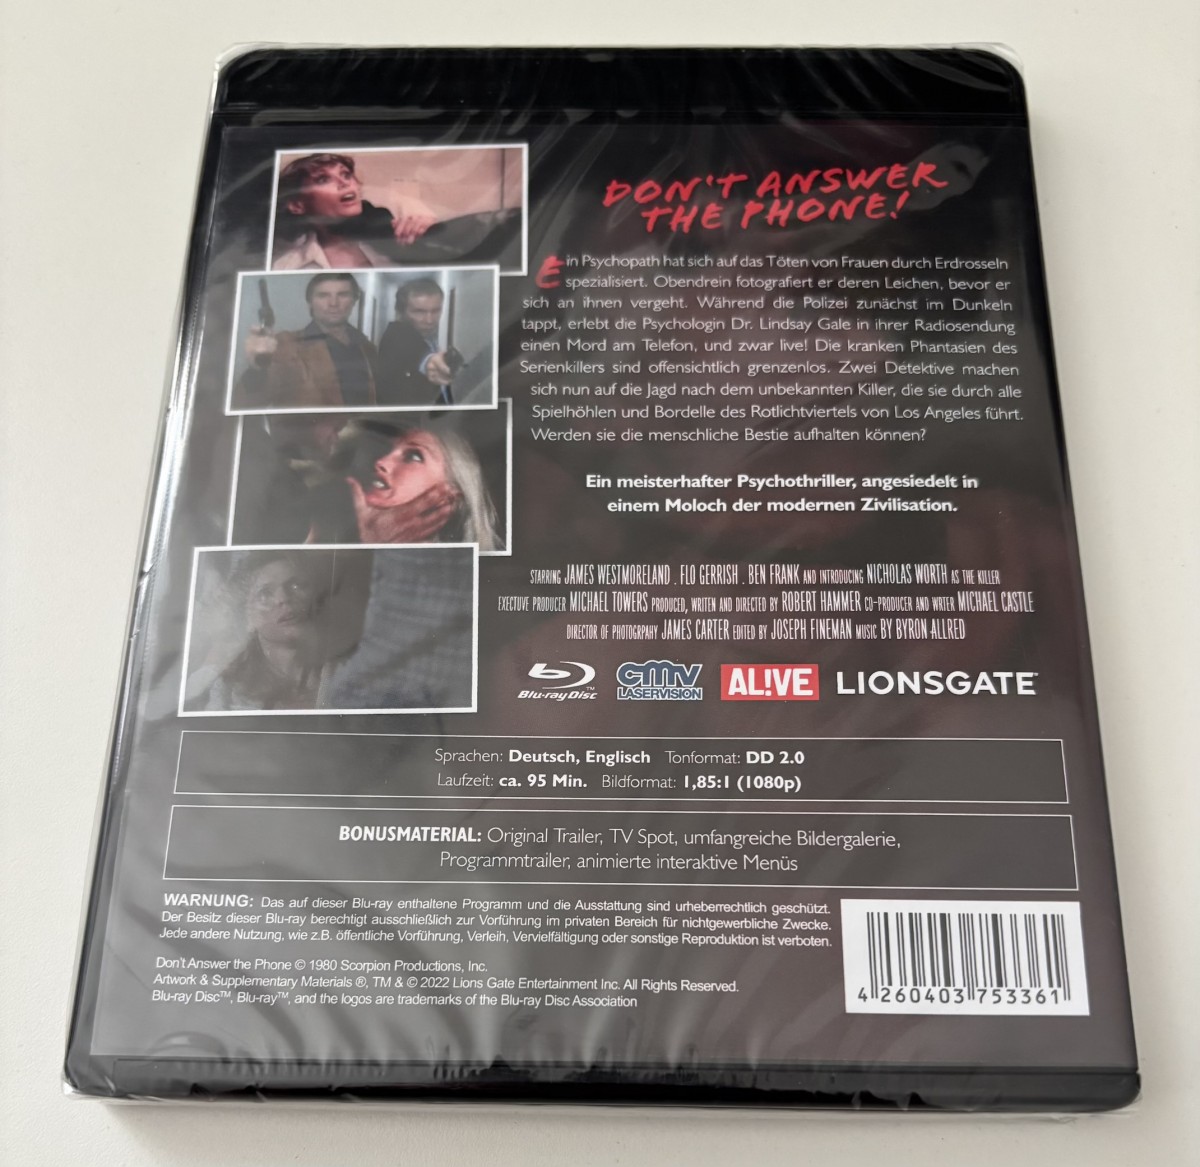 DON'T ANSWER
THE PHONE!
Ein Psychopath hat sich auf das Töten von Frauen durch Erdrosseln
spezialisiert. Obendrein fotografiert er deren Leichen, bevor er
sich an ihnen vergeht. Während die Polizei zunächst im Dunkeln
tappt, erlebt die Psychologin Dr. Lindsay Gale in ihrer Radiosendung
einen Mord am Telefon, und zwar live! Die kranken Phantasien des
Serienkillers sind offensichtlich grenzenlos. Zwei Detektive machen
sich nun auf die Jagd nach dem unbekannten Killer, die sie durch alle
Spielhöhlen und Bordelle des Rotlichtviertels von Los Angeles führt.
Werden sie die menschliche Bestie aufhalten können?
Ein meisterhafter Psychothriller, angesiedelt in
einem Moloch der modernen Zivilisation.
STARRING JAMES WESTMORELAND . FLO GERRISH . BEN FRANK AND INTRODUCING NICHOLAS WORTH AS THE KILLER
EXECTUVE PRODUCER MICHAEL TOWERS PRODUCED, WRITEN AND DIRECTED BY ROBERT HAMMER CO-PRODUCER AND WRITER MICHAEL CASTLE
DIRECTOR OF PHOTOGRPAHY JAMES CARTER EDITED BY JOSEPH FINEMAN MUSIC BY BYRON ALLRED
Blu-ray Disc™ cmv LASERVISION AL!VE LIONSGATE
Sprachen: Deutsch, Englisch Tonformat: DD 2.0
Laufzeit: ca. 95 Min. Bildformat: 1,85:1 (1080p)
BONUSMATERIAL: Original Trailer, TV Spot, umfangreiche Bildergalerie,
Programmtrailer, animierte interaktive Menüs
WARNUNG: Das auf dieser Blu-ray enthaltene Programm und die Ausstattung sind urheberrechtlich geschützt.
Der Besitz dieser Blu-ray berechtigt ausschließlich zur Vorführung im privaten Bereich für nichtgewerbliche Zwecke.
Jede andere Nutzung, wie z.B. öffentliche Vorführung, Verleih, Vervielfältigung oder sonstige Reproduktion ist verboten.
Don't Answer the Phone © 1980 Scorpion Productions, Inc.
Artwork & Supplementary Materials ®, TM & © 2022 Lions Gate Entertainment Inc. All Rights Reserved.
Blu-ray Disc™, Blu-ray™, and the logos are trademarks of the Blu-ray Disc Association
4 260403 753361